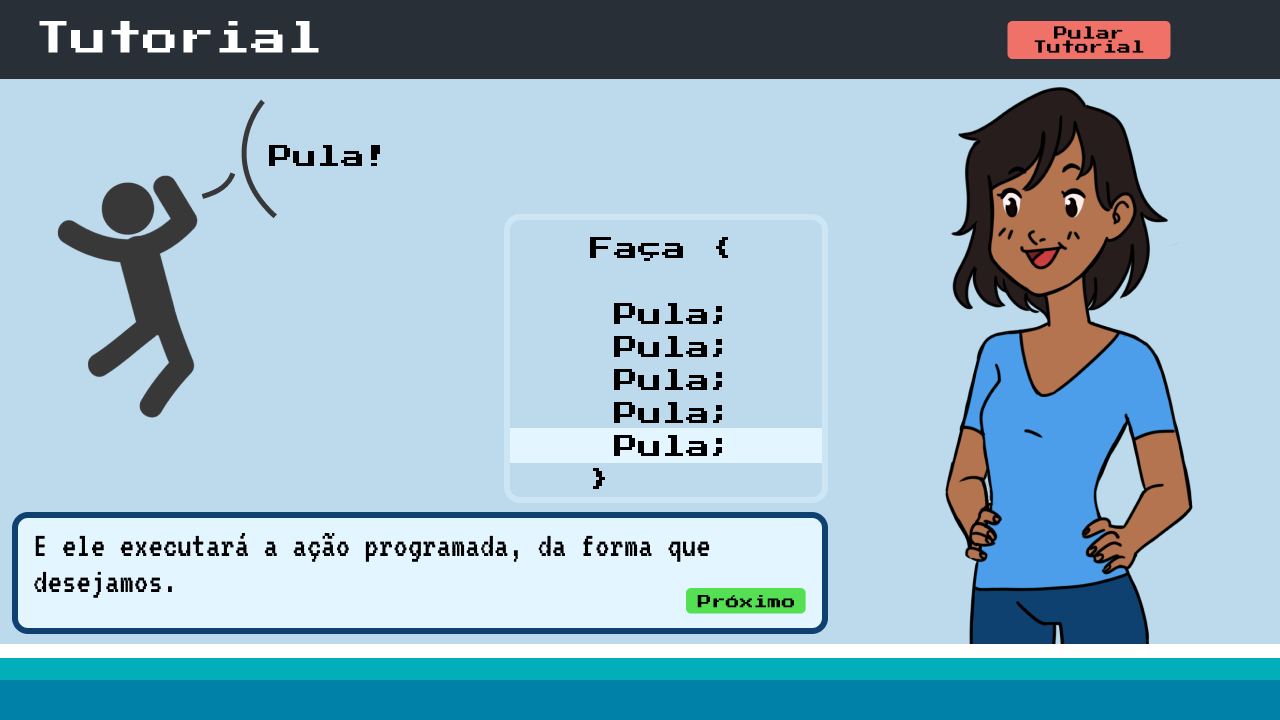 Tutorial
Pular
Tutorial
Pula!
Faça {
Pula;
Pula;
Pula;
Pula;
Pula;
}
E ele executará a ação programada, da forma que
desejamos.
Próximo